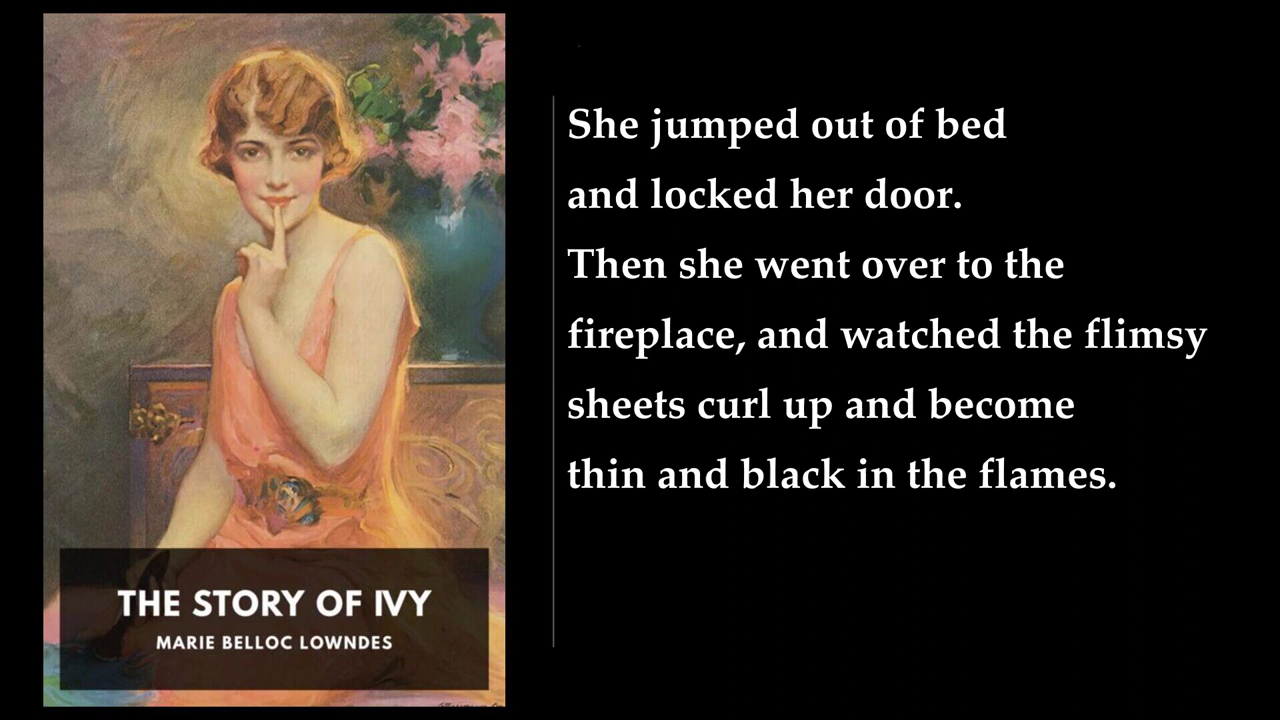 THE STORY OF IVY
MARIE BELLOC LOWNDES
She jumped out of bed
and locked her door.
Then she went over to the
fireplace, and watched the flimsy
sheets curl up and become
thin and black in the flames.